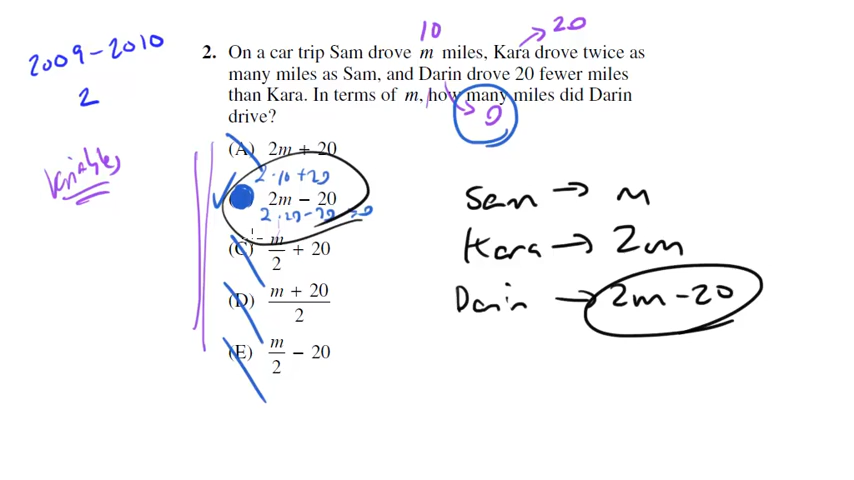 2009-2010
2
Variables
10
20
2. On a car trip Sam drove m miles, Kara drove twice as
many miles as Sam, and Darin drove 20 fewer miles
than Kara. In terms of m, how many miles did Darin
drive?
0
(A) 2m + 20
2·10 + 20
2m − 20
(C) m/2 + 20
(D) m + 20/2
(E) m/2 − 20
Sam → m
Kara → 2m
Darin → 2m - 20